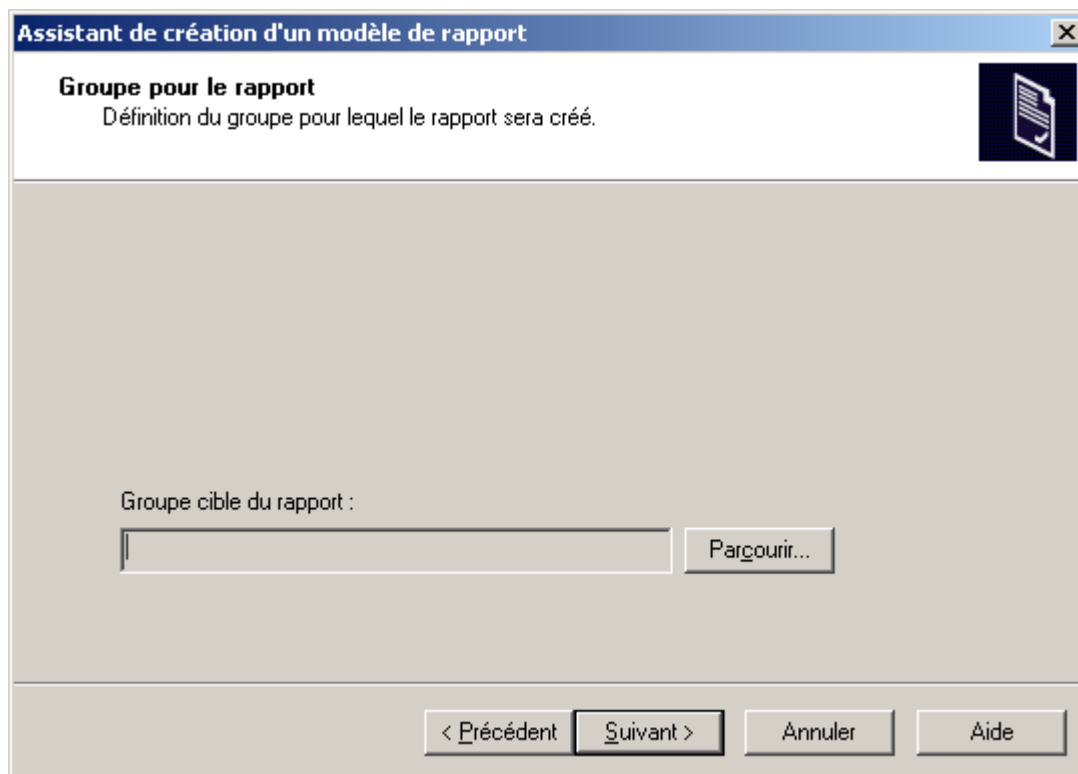 Assistant de création d'un modèle de rapport
Groupe pour le rapport
Définition du groupe pour lequel le rapport sera créé.
Groupe cible du rapport :
Parcourir...
< Précédent Suivant > Annuler Aide